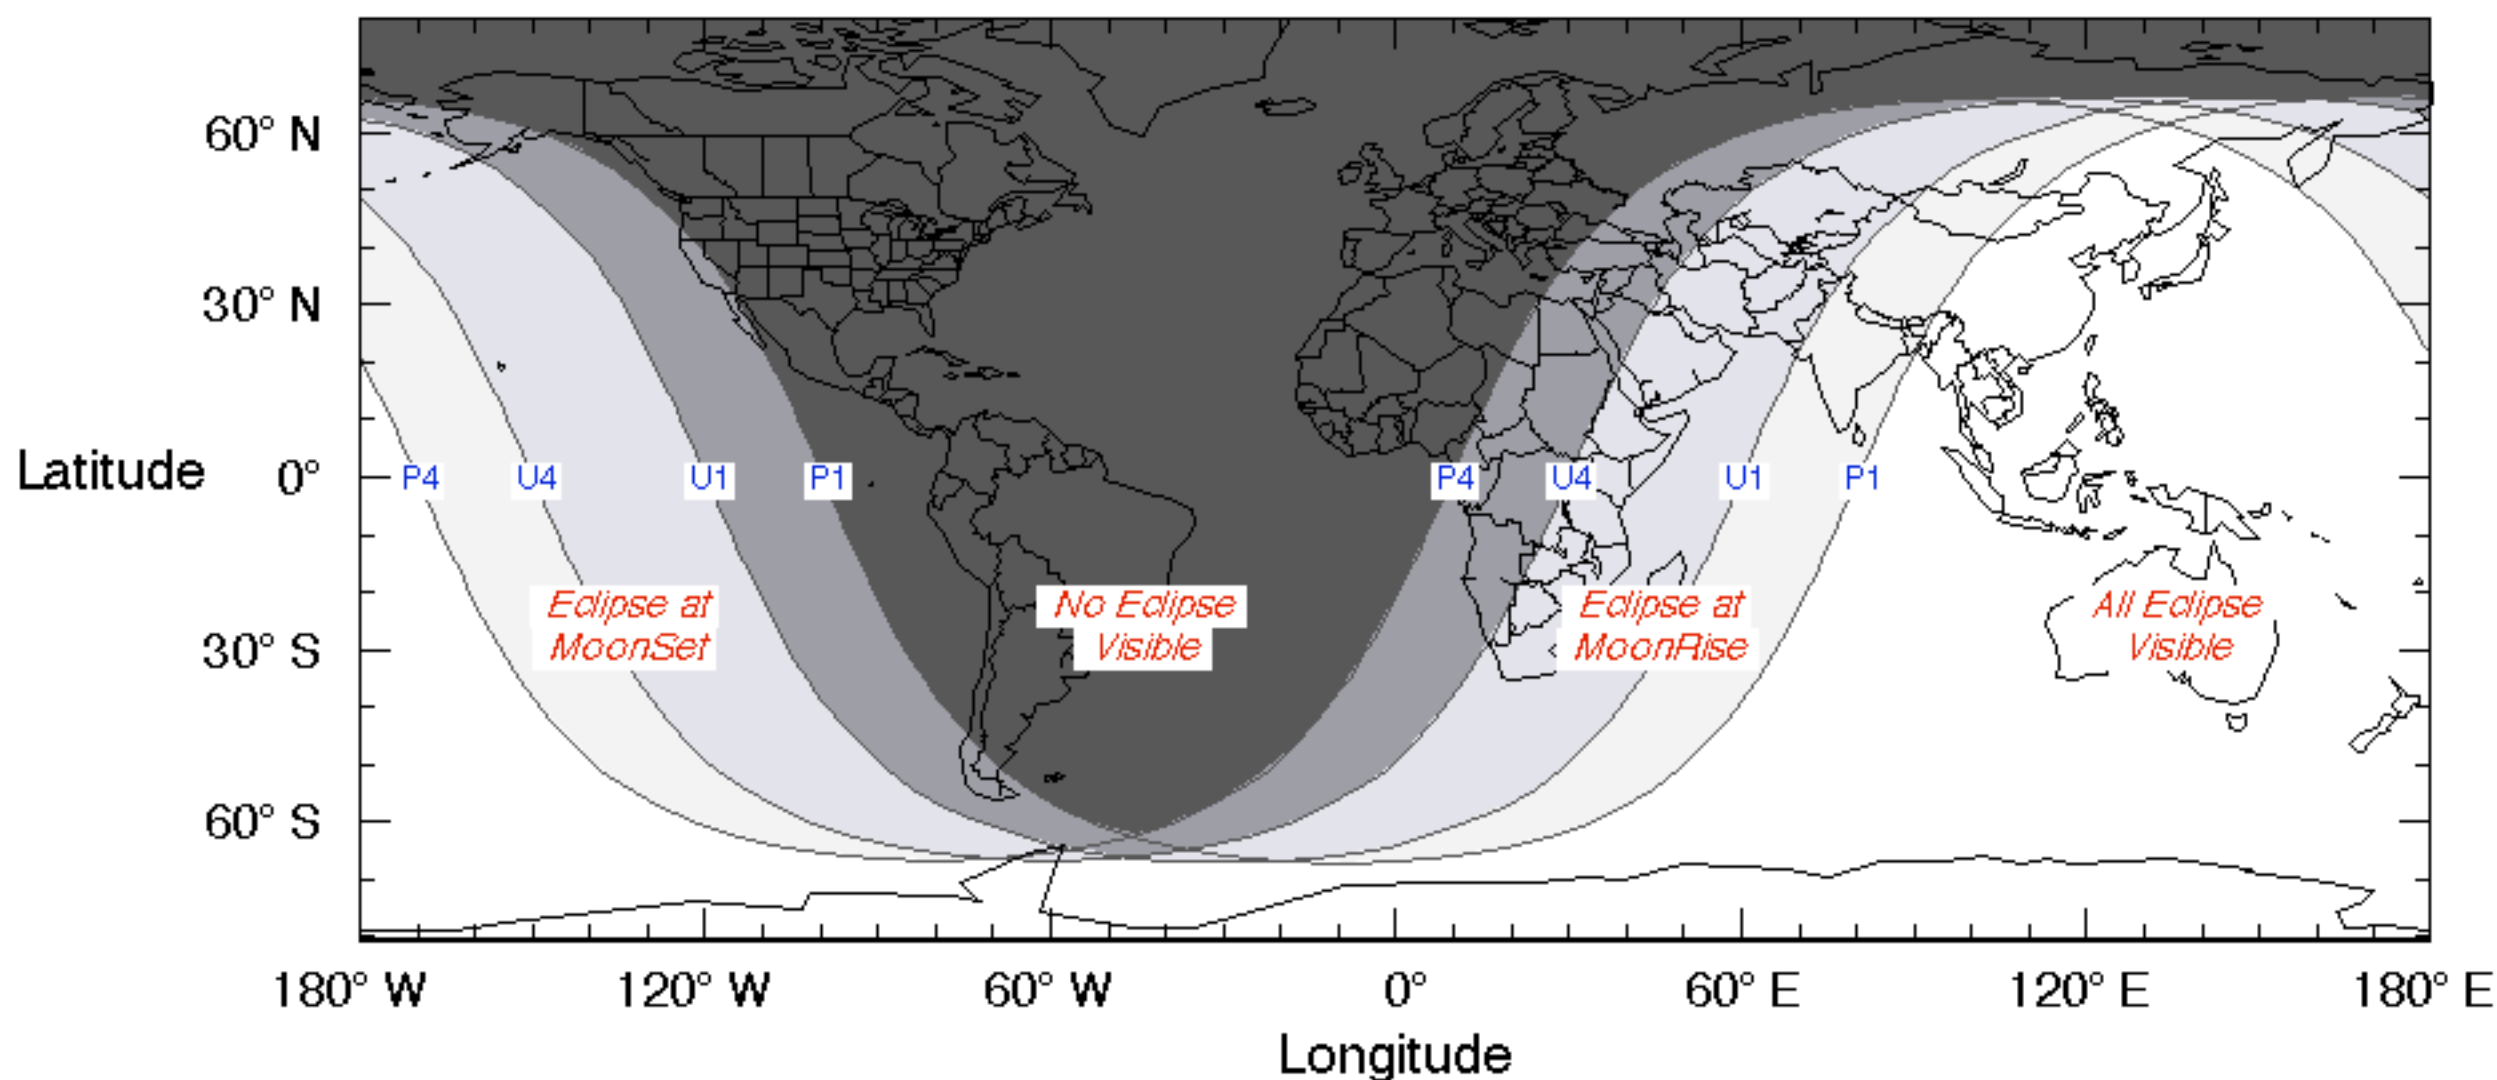 60° N
30° N
Latitude 0°
P4 U4 U1 P1 P4 U4 U1 P1
Eclipse at MoonSet
No Eclipse Visible
Eclipse at MoonRise
All Eclipse Visible
30° S
60° S
180° W 120° W 60° W 0° 60° E 120° E 180° E
Longitude